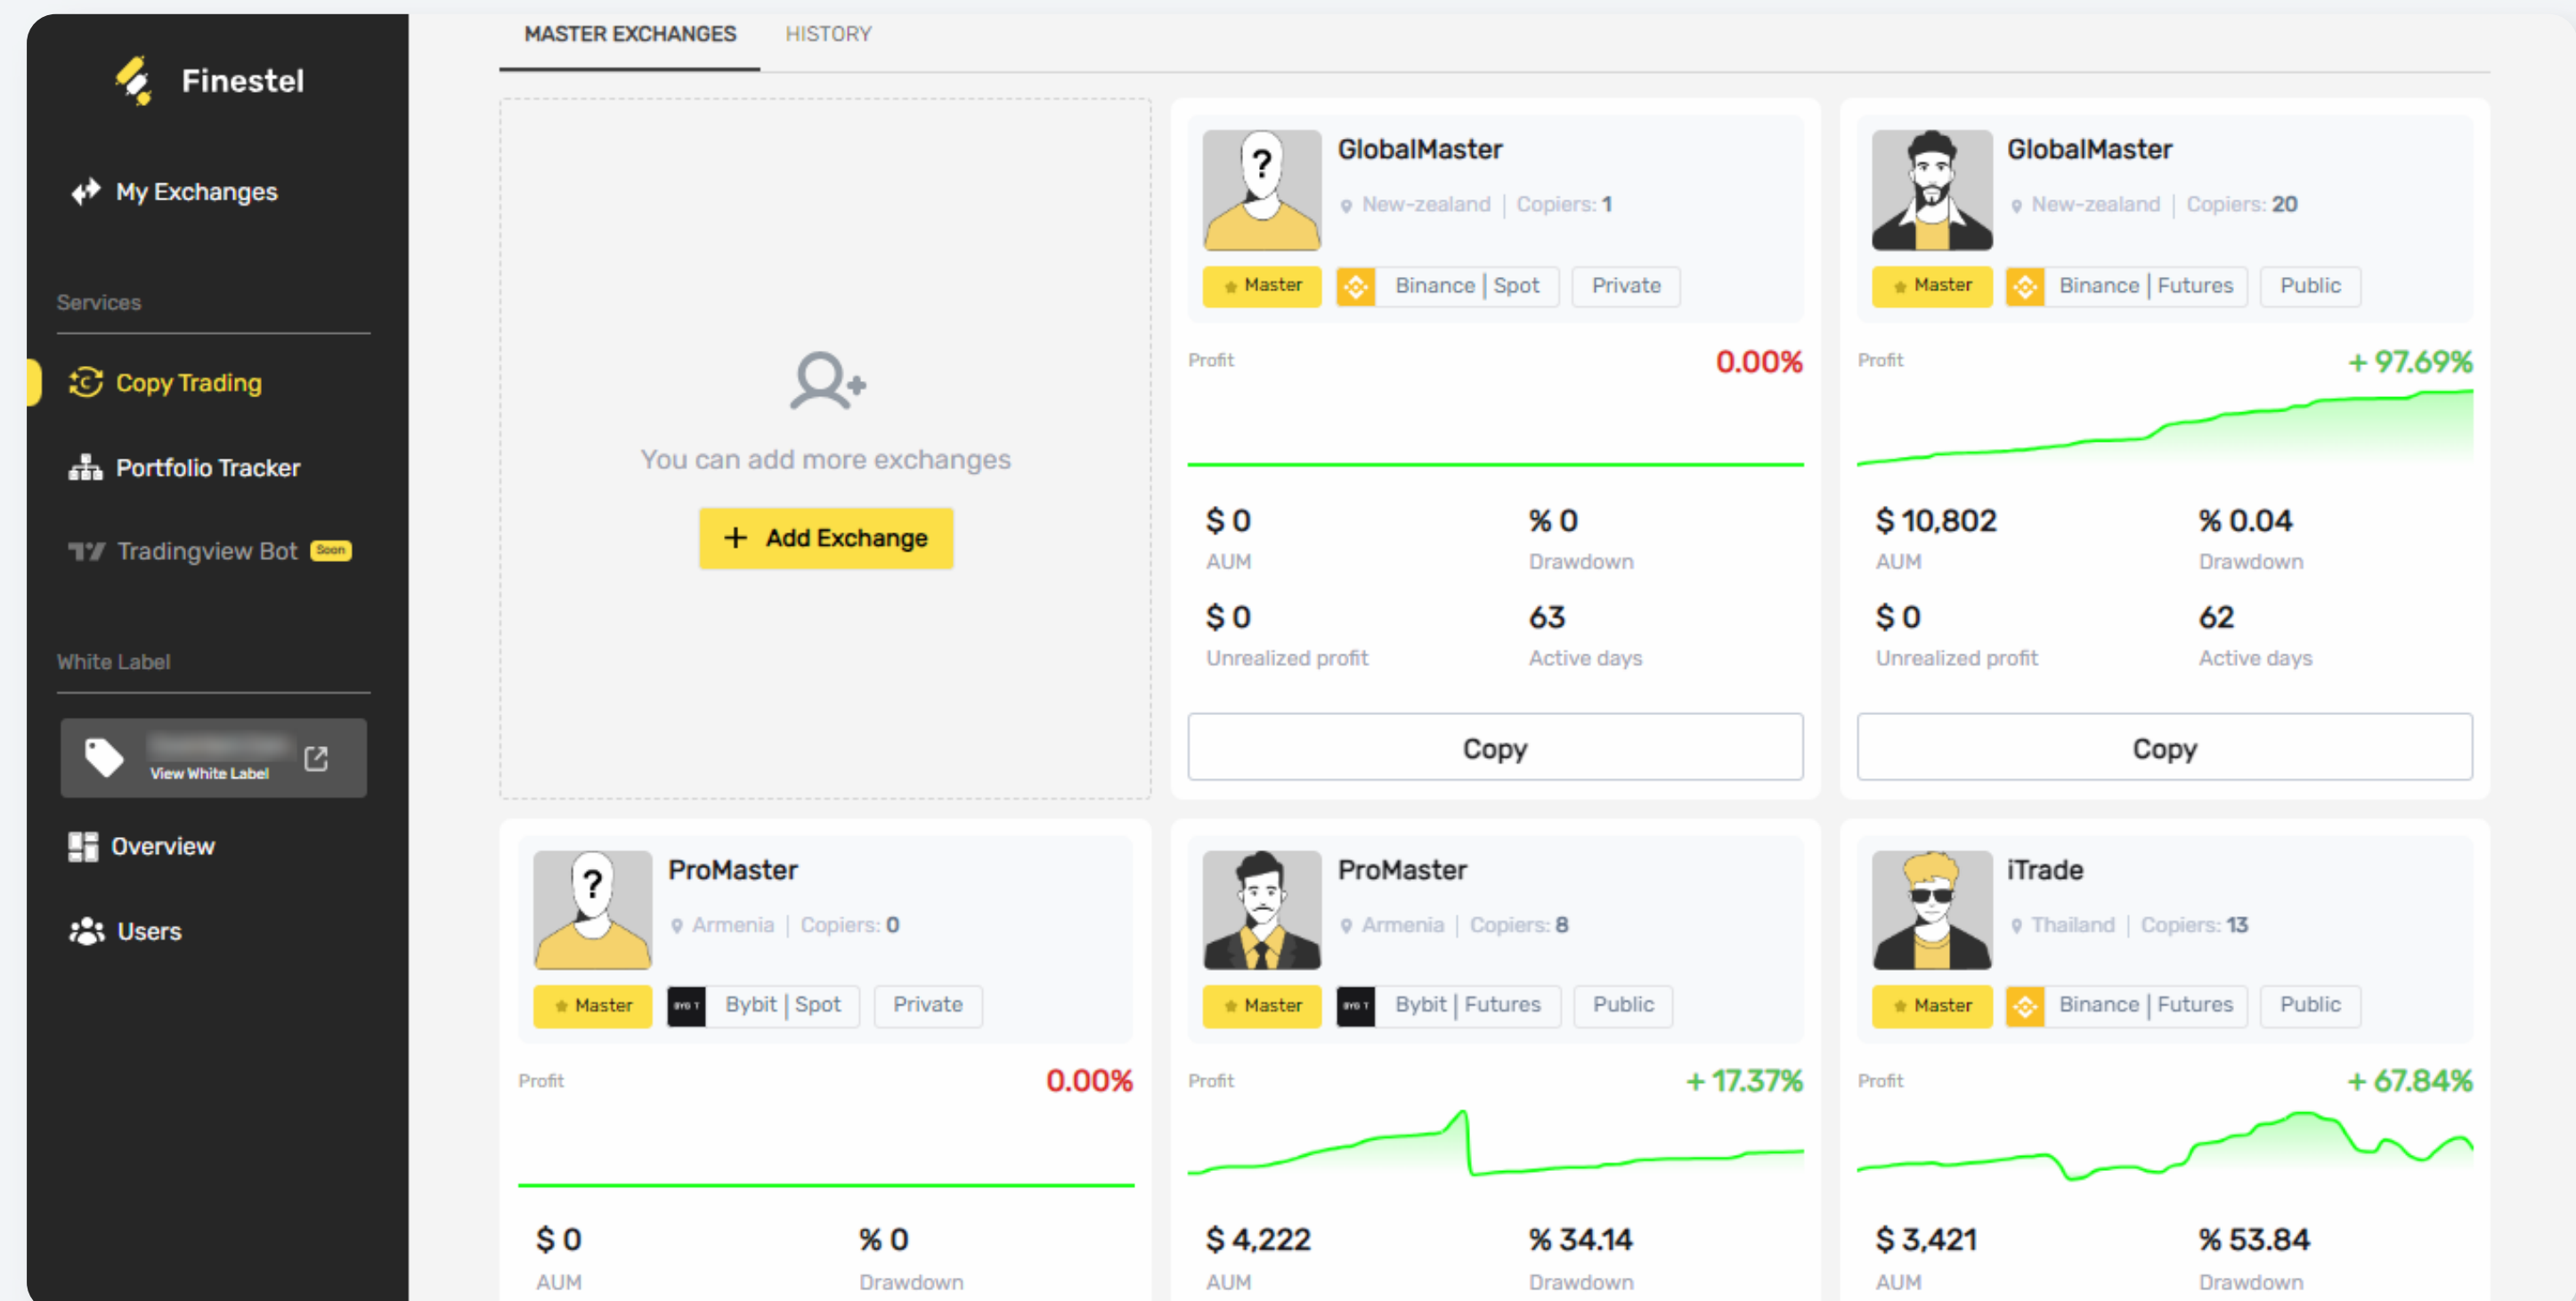 Finestel
My Exchanges
Services
Copy Trading
Portfolio Tracker
Tradingview Bot Soon
White Label
View White Label
Overview
Users
MASTER EXCHANGES HISTORY
You can add more exchanges
+ Add Exchange
?
GlobalMaster
New-zealand | Copiers: 1
Master Binance | Spot Private
Profit 0.00%
$ 0 % 0
AUM Drawdown
$ 0 63
Unrealized profit Active days
Copy
GlobalMaster
New-zealand | Copiers: 20
Master Binance | Futures Public
Profit + 97.69%
$ 10,802 % 0.04
AUM Drawdown
$ 0 62
Unrealized profit Active days
Copy
?
ProMaster
Armenia | Copiers: 0
Master Bybit | Spot Private
Profit 0.00%
$ 0 % 0
AUM Drawdown
ProMaster
Armenia | Copiers: 8
Master Bybit | Futures Public
Profit + 17.37%
$ 4,222 % 34.14
AUM Drawdown
iTrade
Thailand | Copiers: 13
Master Binance | Futures Public
Profit + 67.84%
$ 3,421 % 53.84
AUM Drawdown